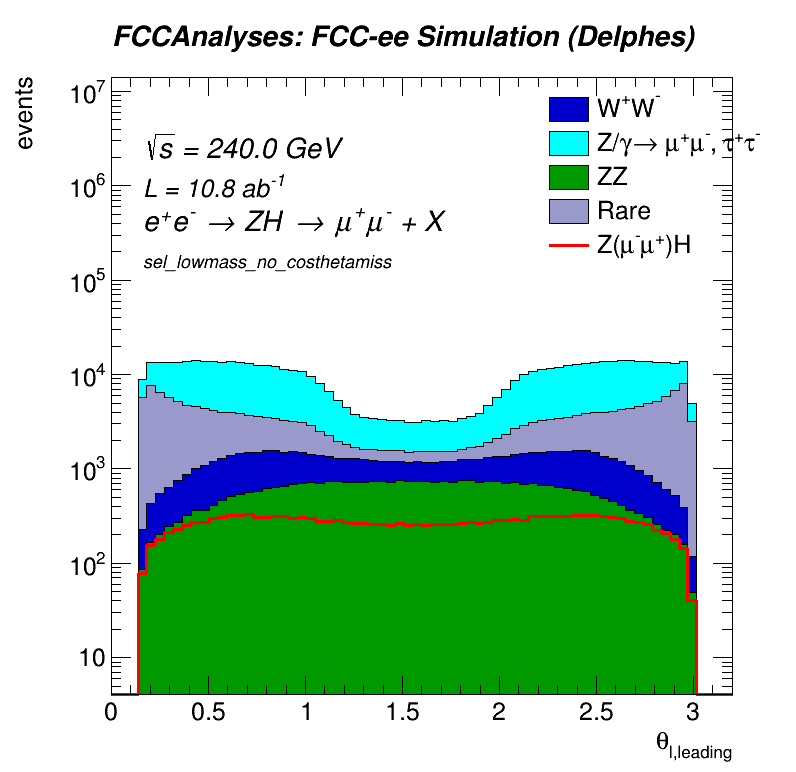 FCCAnalyses: FCC-ee Simulation (Delphes)
events
10⁷
10⁶
10⁵
10⁴
10³
10²
10
√s = 240.0 GeV
L = 10.8 ab⁻¹
e⁺e⁻ → ZH → μ⁺μ⁻ + X
sel_lowmass_no_costhetamiss
W⁺W⁻
Z/γ→ μ⁺μ⁻, τ⁺τ⁻
ZZ
Rare
Z(μ⁻μ⁺)H
0 0.5 1 1.5 2 2.5 3
θl,leading